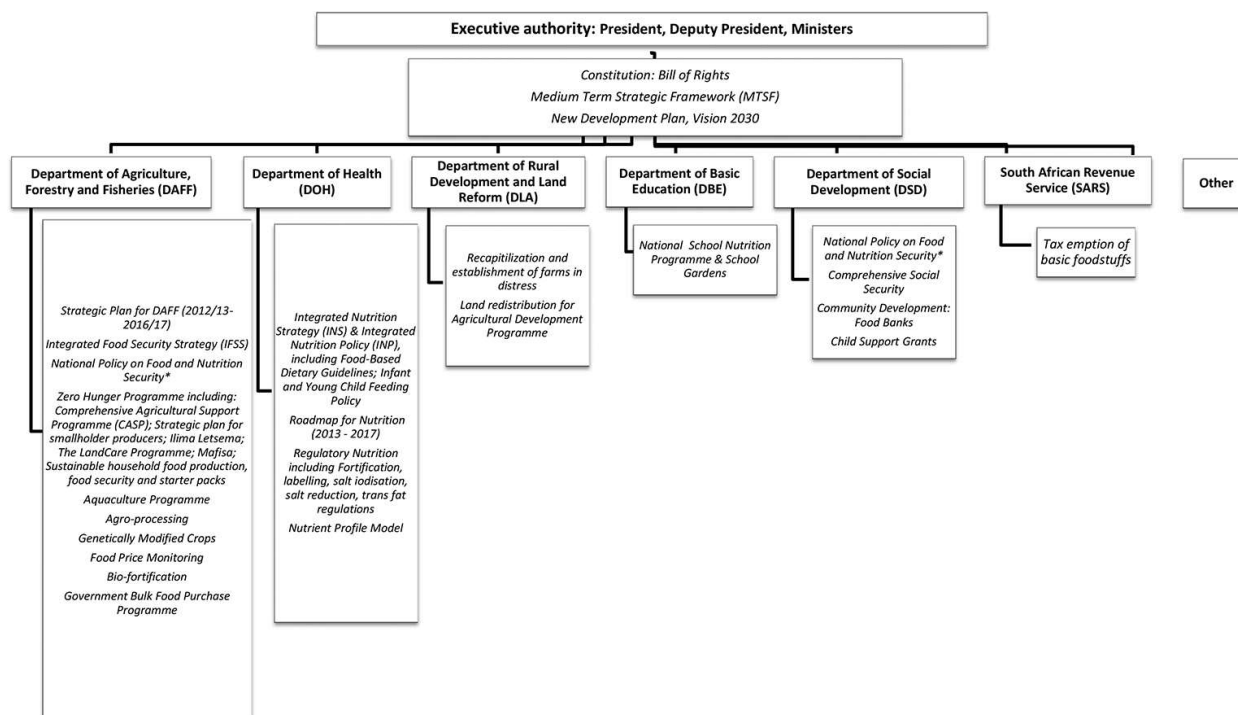 Executive authority: President, Deputy President, Ministers
Constitution: Bill of Rights
Medium Term Strategic Framework (MTSF)
New Development Plan, Vision 2030
Department of Agriculture,
Forestry and Fisheries (DAFF)
Strategic Plan for DAFF (2012/13-
2016/17)
Integrated Food Security Strategy (IFSS)
National Policy on Food and Nutrition
Security*
Zero Hunger Programme including:
Comprehensive Agricultural Support
Programme (CASP); Strategic plan for
smallholder producers; Ilima Letsema;
The LandCare Programme; Mafisa;
Sustainable household food production,
food security and starter packs
Aquaculture Programme
Agro-processing
Genetically Modified Crops
Food Price Monitoring
Bio-fortification
Government Bulk Food Purchase
Programme
Department of Health
(DOH)
Integrated Nutrition
Strategy (INS) & Integrated
Nutrition Policy (INP),
including Food-Based
Dietary Guidelines; Infant
and Young Child Feeding
Policy
Roadmap for Nutrition
(2013 - 2017)
Regulatory Nutrition
including Fortification,
labelling, salt iodisation,
salt reduction, trans fat
regulations
Nutrient Profile Model
Department of Rural
Development and Land
Reform (DLA)
Recapitilization and
establishment of farms in
distress
Land redistribution for
Agricultural Development
Programme
Department of Basic
Education (DBE)
National School Nutrition
Programme & School
Gardens
Department of Social
Development (DSD)
National Policy on Food
and Nutrition Security*
Comprehensive Social
Security
Community Development:
Food Banks
Child Support Grants
South African Revenue
Service (SARS)
Tax emption of
basic foodstuffs
Other